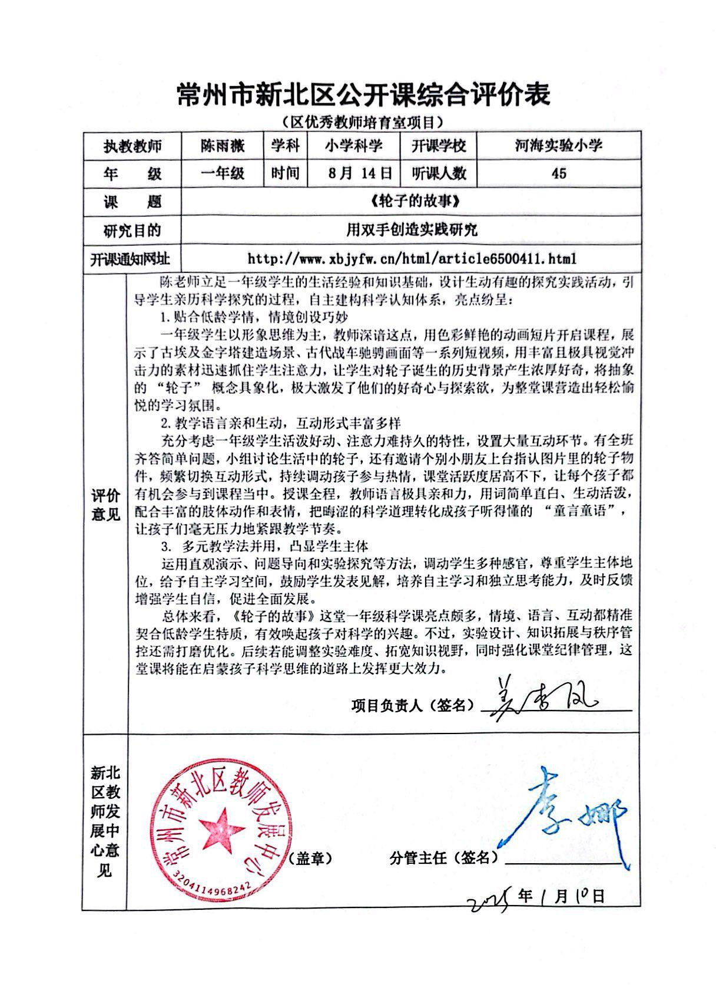 常州市新北区公开课综合评价表
（区优秀教师培育室项目）
执教教师 陈雨薇 学科 小学科学 开课学校 河海实验小学
年 级 一年级 时间 8月 14日 听课人数 45
课 题 《轮子的故事》
研究目的 用双手创造实践研究
开课通知网址 http://www.xbjyfw.cn/html/article6500411.html
评价
意见
陈老师立足一年级学生的生活经验和知识基础，设计生动有趣的探究实践活动，引
导学生亲历科学探究的过程，自主建构科学认知体系，亮点纷呈：
1.贴合低龄学情，情境创设巧妙
一年级学生以形象思维为主，教师深谙这点，用色彩鲜艳的动画短片开启课程，展
示了古埃及金字塔建造场景、古代战车驰骋画面等一系列短视频，用丰富且极具视觉冲
击力的素材迅速抓住学生注意力，让学生对轮子诞生的历史背景产生浓厚好奇，将抽象
的“轮子”概念具象化，极大激发了他们的好奇心与探索欲，为整堂课营造出轻松愉
悦的学习氛围。
2.教学语言亲和生动，互动形式丰富多样
充分考虑一年级学生活泼好动、注意力难持久的特性，设置大量互动环节。有全班
齐答简单问题，小组讨论生活中的轮子，还有邀请个别小朋友上台指认图片里的轮子物
件，频繁切换互动形式，持续调动孩子参与热情，课堂活跃度居高不下，让每个孩子都
有机会参与到课程当中。授课全程，教师语言极具亲和力，用词简单直白、生动活泼，
配合丰富的肢体动作和表情，把晦涩的科学道理转化成孩子听得懂的“童言童语”，
让孩子们毫无压力地紧跟教学节奏。
3. 多元教学法并用，凸显学生主体
运用直观演示、问题导向和实验探究等方法，调动学生多种感官，尊重学生主体地
位，给予自主学习空间，鼓励学生发表见解，培养自主学习和独立思考能力，及时反馈
增强学生自信，促进全面发展。
总体来看，《轮子的故事》这堂一年级科学课亮点颇多，情境、语言、互动都精准
契合低龄学生特质，有效唤起孩子对科学的兴趣。不过，实验设计、知识拓展与秩序管
控还需打磨优化。后续若能调整实验难度、拓宽知识视野，同时强化课堂纪律管理，这
堂课将能在启蒙孩子科学思维的道路上发挥更大效力。
项目负责人（签名）
新北
区教
师发
展中
心意
见
常州市新北区教师发展中心
3204114968242
（盖章）
分管主任（签名）李娜
2025年1月10日